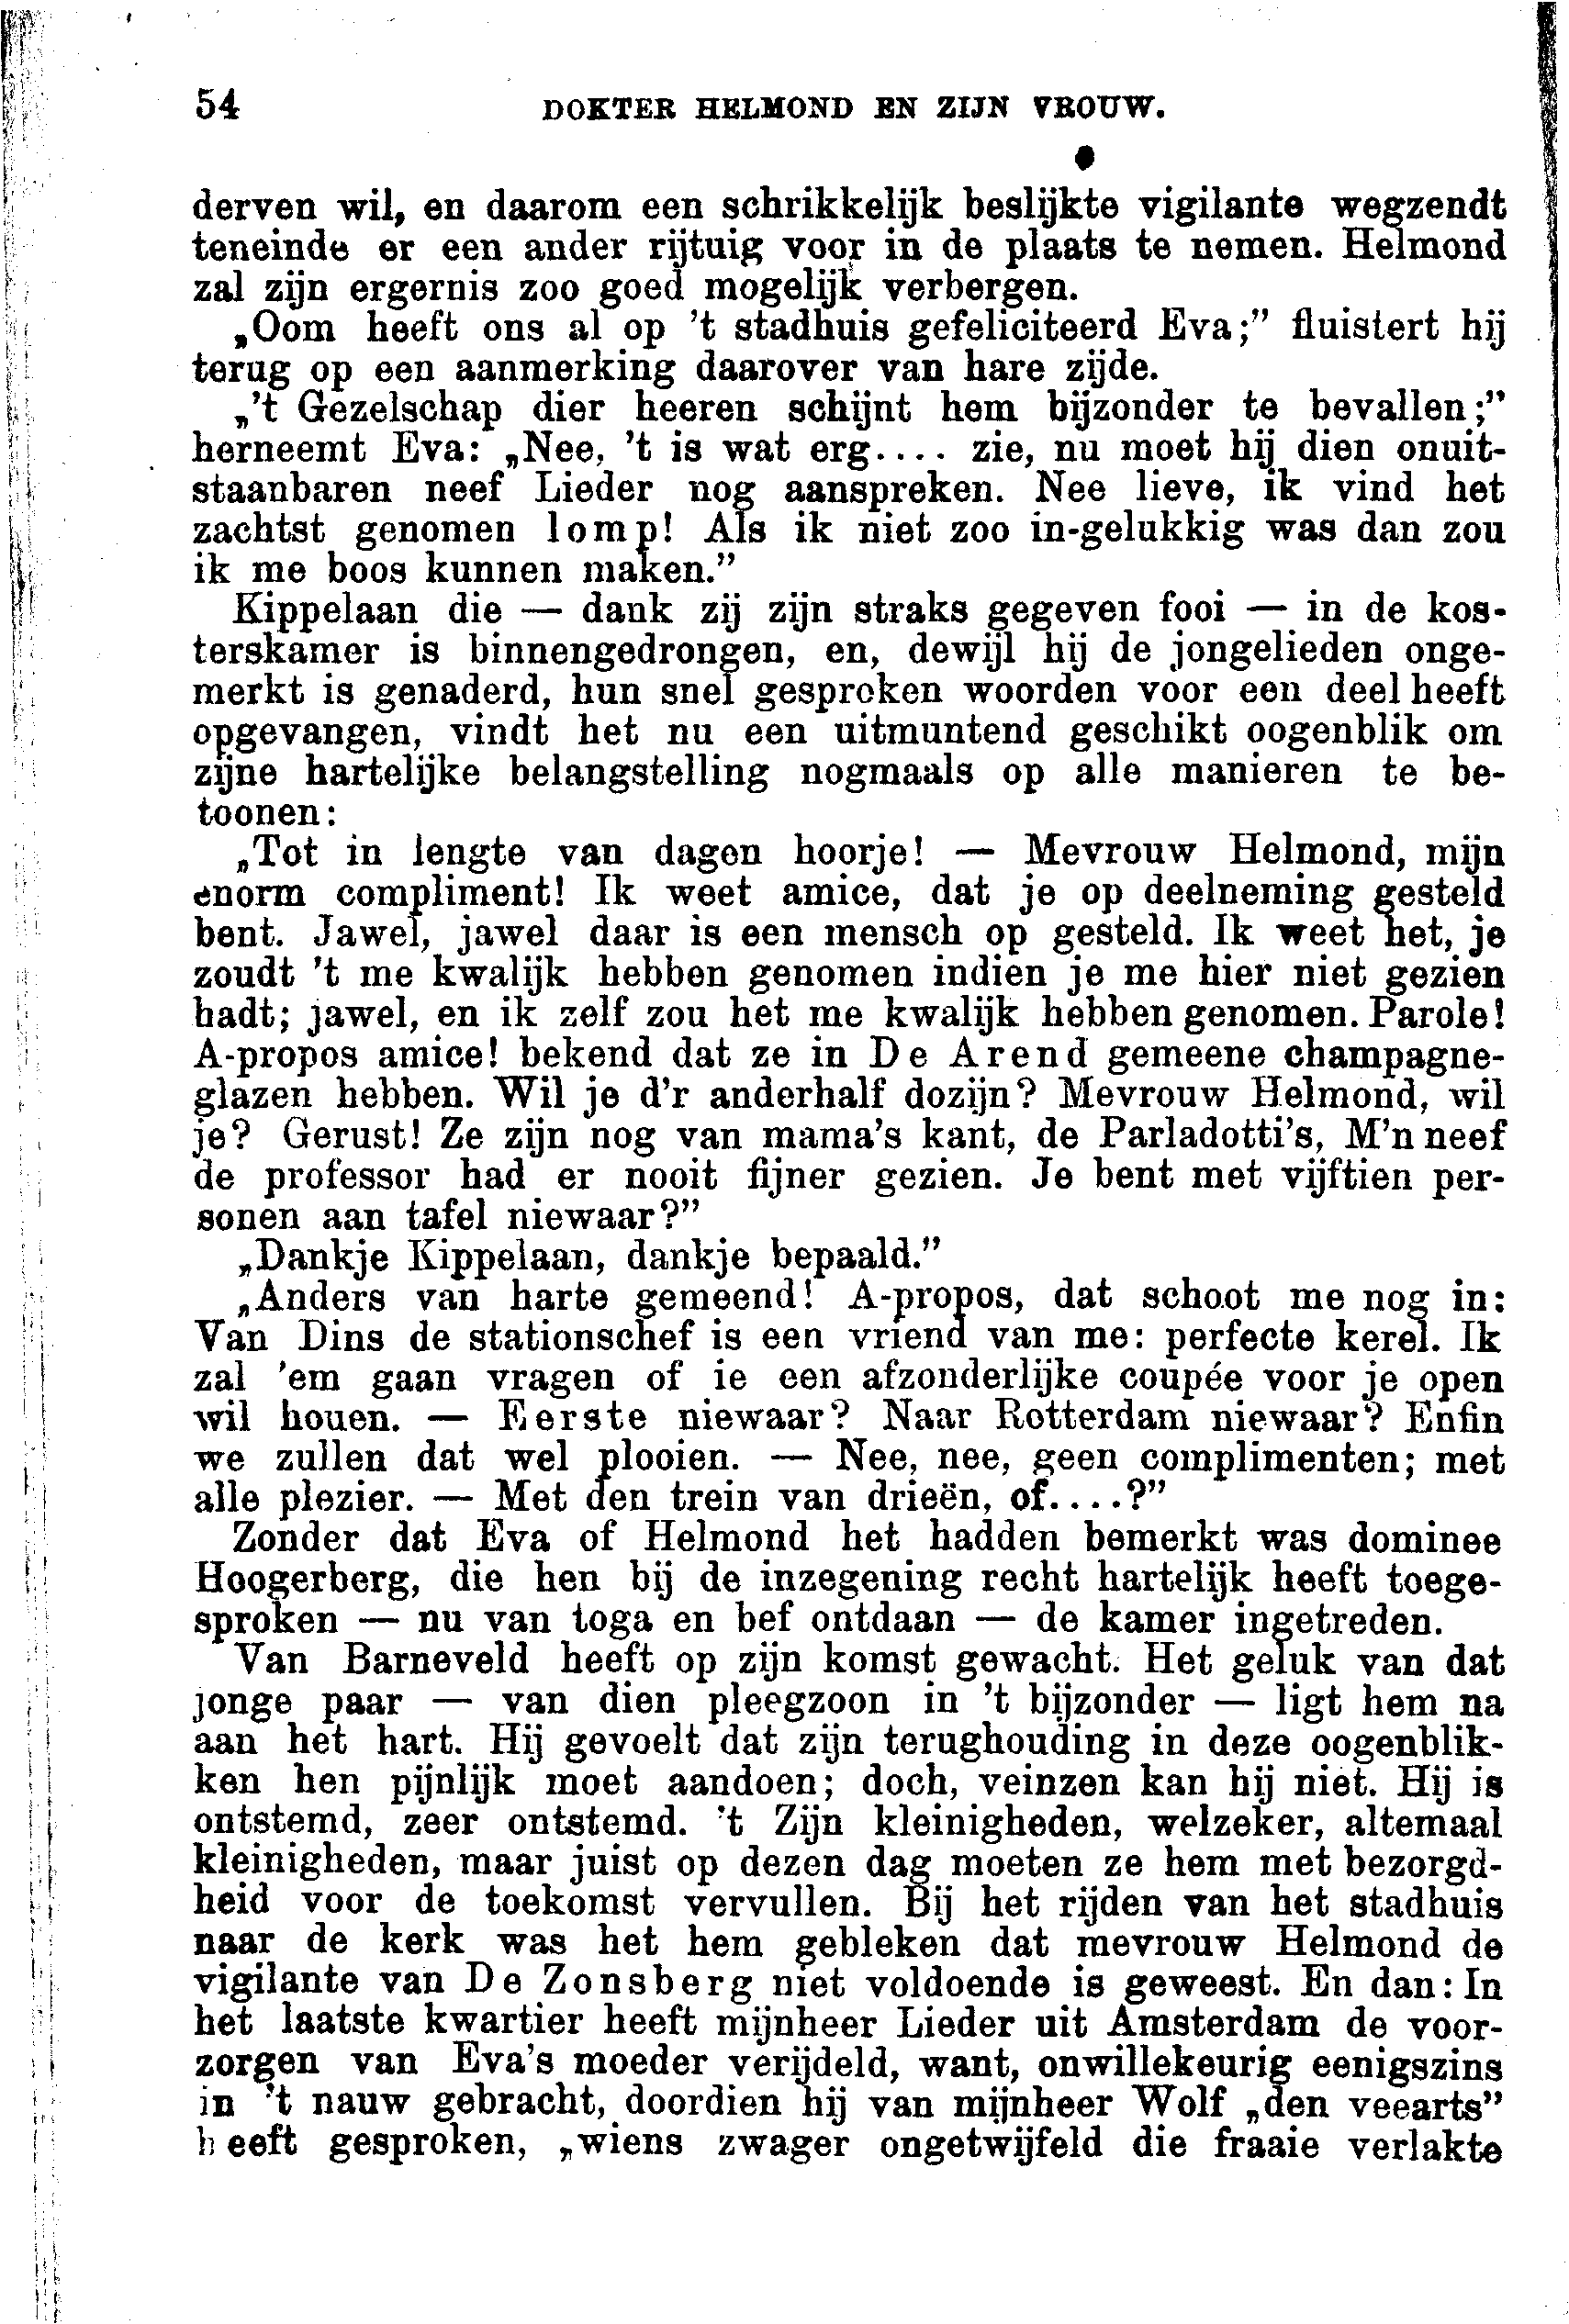 54
DOKTER HELMOND EN ZIJN VROUW.
derven wil, en daarom een schrikkelijk beslijkte vigilante wegzendt
teneinde er een ander rijtuig voor in de plaats te nemen. Helmond
zal zijn ergernis zoo goed mogelijk verbergen.
„Oom heeft ons al op 't stadhuis gefeliciteerd Eva;” fluistert hij
terug op een aanmerking daarover van hare zijde.
„'t Gezelschap dier heeren schijnt hem bijzonder te bevallen;”
herneemt Eva: „Nee, 't is wat erg.... zie, nu moet hij dien onuit-
staanbaren neef Lieder nog aanspreken. Nee lieve, ik vind het
zachtst genomen lomp! Als ik niet zoo in-gelukkig was dan zou
ik me boos kunnen maken.”
Kippelaan die — dank zij zijn straks gegeven fooi — in de kos-
terskamer is binnengedrongen, en, dewijl hij de jongelieden onge-
merkt is genaderd, hun snel gesproken woorden voor een deel heeft
opgevangen, vindt het nu een uitmuntend geschikt oogenblik om
zijne hartelijke belangstelling nogmaals op alle manieren te be-
toonen:
„Tot in lengte van dagen hoorje! — Mevrouw Helmond, mijn
enorm compliment! Ik weet amice, dat je op deelneming gesteld
bent. Jawel, jawel daar is een mensch op gesteld. Ik weet het, je
zoudt 't me kwalijk hebben genomen indien je me hier niet gezien
hadt; jawel, en ik zelf zou het me kwalijk hebben genomen. Parole!
A-propos amice! bekend dat ze in De Arend gemeene champagne-
glazen hebben. Wil je d'r anderhalf dozijn? Mevrouw Helmond, wil
je? Gerust! Ze zijn nog van mama's kant, de Parladotti's, M'n neef
de professor had er nooit fijner gezien. Je bent met vijftien per-
sonen aan tafel niewaar?”
„Dankje Kippelaan, dankje bepaald.”
„Anders van harte gemeend! A-propos, dat schoot me nog in:
Van Dins de stationschef is een vriend van me: perfecte kerel. Ik
zal 'em gaan vragen of ie een afzonderlijke coupée voor je open
wil houen. — Eerste niewaar? Naar Rotterdam niewaar? Enfin
we zullen dat wel plooien. — Nee, nee, geen complimenten; met
alle plezier. — Met den trein van drieën, of....?”
Zonder dat Eva of Helmond het hadden bemerkt was dominee
Hoogerberg, die hen bij de inzegening recht hartelijk heeft toege-
sproken — nu van toga en bef ontdaan — de kamer ingetreden.
Van Barneveld heeft op zijn komst gewacht. Het geluk van dat
jonge paar — van dien pleegzoon in 't bijzonder — ligt hem na
aan het hart. Hij gevoelt dat zijn terughouding in deze oogenblik-
ken hen pijnlijk moet aandoen; doch, veinzen kan hij niet. Hij is
ontstemd, zeer ontstemd. 't Zijn kleinigheden, welzeker, altemaal
kleinigheden, maar juist op dezen dag moeten ze hem met bezorgd-
heid voor de toekomst vervullen. Bij het rijden van het stadhuis
naar de kerk was het hem gebleken dat mevrouw Helmond de
vigilante van De Zonsberg niet voldoende is geweest. En dan: In
het laatste kwartier heeft mijnheer Lieder uit Amsterdam de voor-
zorgen van Eva's moeder verijdeld, want, onwillekeurig eenigszins
in 't nauw gebracht, doordien hij van mijnheer Wolf „den veearts”
heeft gesproken, „wiens zwager ongetwijfeld die fraaie verlakte